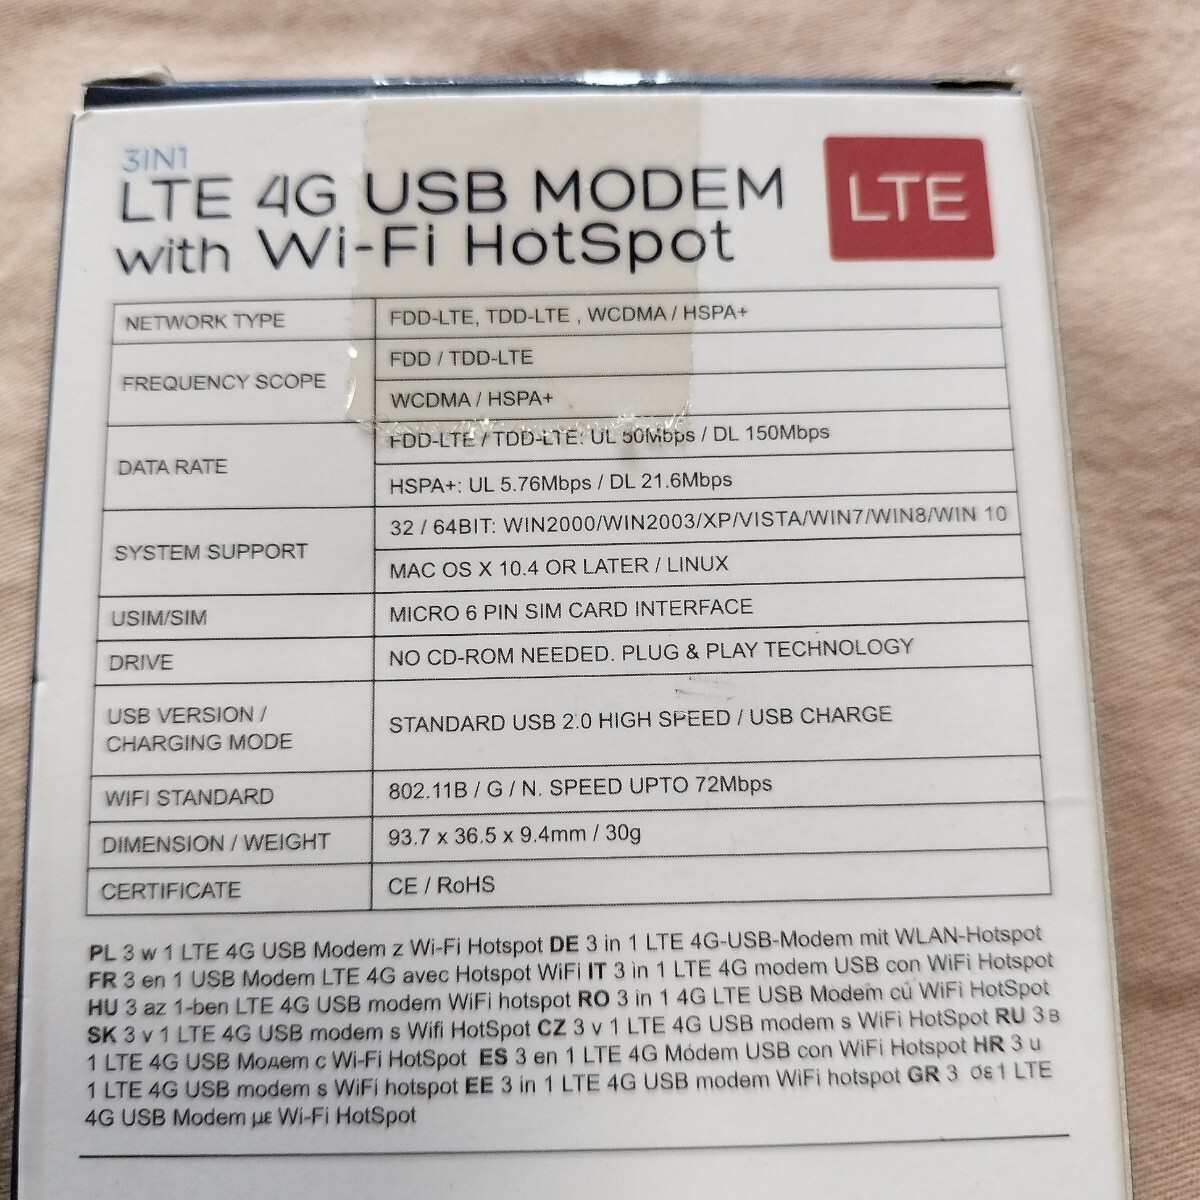 3IN1
LTE 4G USB MODEM
with Wi-Fi HotSpot
LTE
NETWORK TYPE
FDD-LTE, TDD-LTE , WCDMA / HSPA+
FREQUENCY SCOPE
FDD / TDD-LTE
WCDMA / HSPA+
DATA RATE
FDD-LTE / TDD-LTE: UL 50Mbps / DL 150Mbps
HSPA+: UL 5.76Mbps / DL 21.6Mbps
SYSTEM SUPPORT
32 / 64BIT: WIN2000/WIN2003/XP/VISTA/WIN7/WIN8/WIN 10
MAC OS X 10.4 OR LATER / LINUX
USIM/SIM
MICRO 6 PIN SIM CARD INTERFACE
DRIVE
NO CD-ROM NEEDED. PLUG & PLAY TECHNOLOGY
USB VERSION /
CHARGING MODE
STANDARD USB 2.0 HIGH SPEED / USB CHARGE
WIFI STANDARD
802.11B / G / N. SPEED UPTO 72Mbps
DIMENSION / WEIGHT
93.7 x 36.5 x 9.4mm / 30g
CERTIFICATE
CE / RoHS
PL 3 w 1 LTE 4G USB Modem z Wi-Fi Hotspot DE 3 in 1 LTE 4G-USB-Modem mit WLAN-Hotspot
FR 3 en 1 USB Modem LTE 4G avec Hotspot WiFi IT 3 in 1 LTE 4G modem USB con WiFi Hotspot
HU 3 az 1-ben LTE 4G USB modem WiFi hotspot RO 3 in 1 4G LTE USB Modem cú WiFi HotSpot
SK 3 v 1 LTE 4G USB modem s Wifi HotSpot CZ 3 v 1 LTE 4G USB modem s WiFi HotSpot RU 3 в
1 LTE 4G USB Модем с Wi-Fi HotSpot ES 3 en 1 LTE 4G Módem USB con WiFi Hotspot HR 3 u
1 LTE 4G USB modem s WiFi hotspot EE 3 in 1 LTE 4G USB modem WiFi hotspot GR 3 σε1 LTE
4G USB Modem με Wi-Fi HotSpot